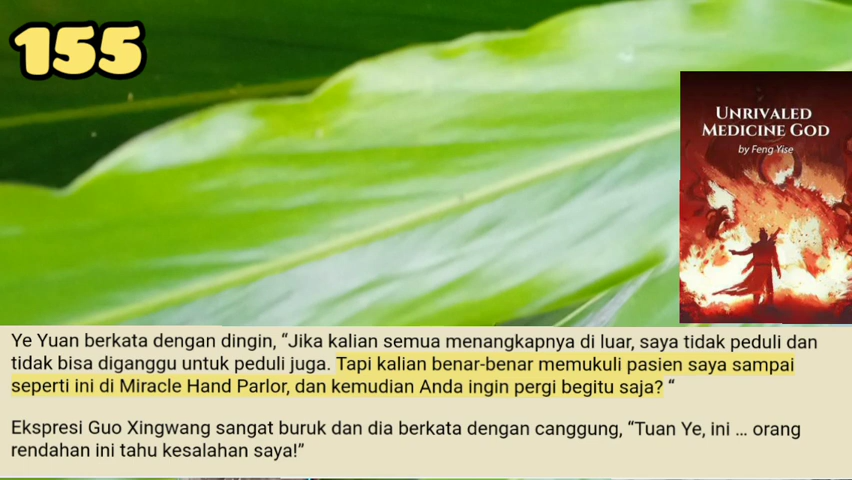 155
UNRIVALED
MEDICINE GOD
by Feng Yise
Ye Yuan berkata dengan dingin, “Jika kalian semua menangkapnya di luar, saya tidak peduli dan
tidak bisa diganggu untuk peduli juga. Tapi kalian benar-benar memukuli pasien saya sampai
seperti ini di Miracle Hand Parlor, dan kemudian Anda ingin pergi begitu saja? “
Ekspresi Guo Xingwang sangat buruk dan dia berkata dengan canggung, “Tuan Ye, ini ... orang
rendahan ini tahu kesalahan saya!”